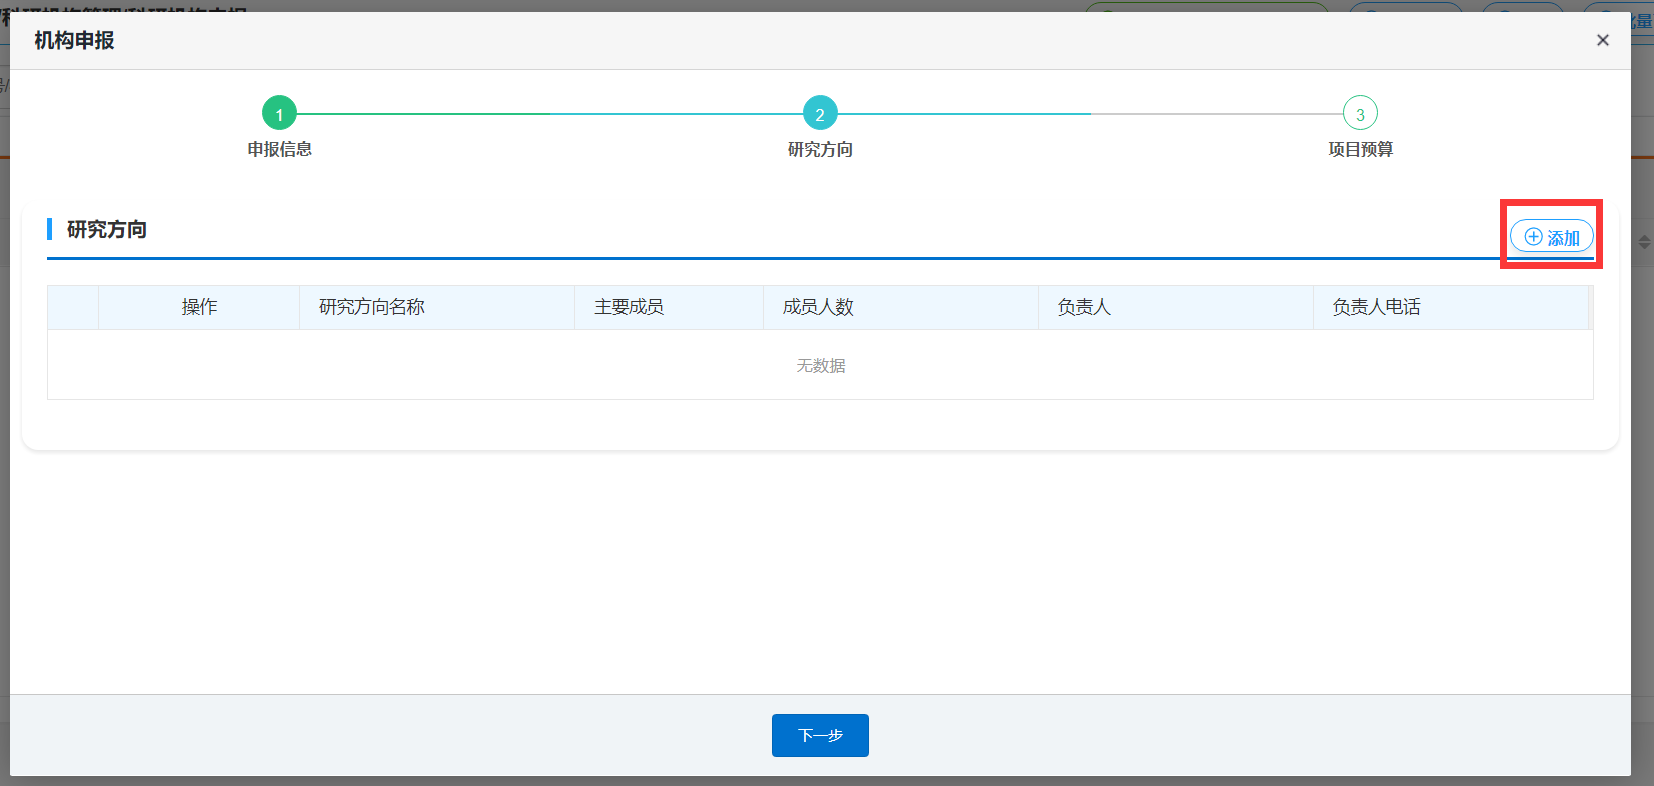 机构申报
1
2
3
申报信息
研究方向
项目预算
研究方向
添加
操作 研究方向名称 主要成员 成员人数 负责人 负责人电话
无数据
下一步